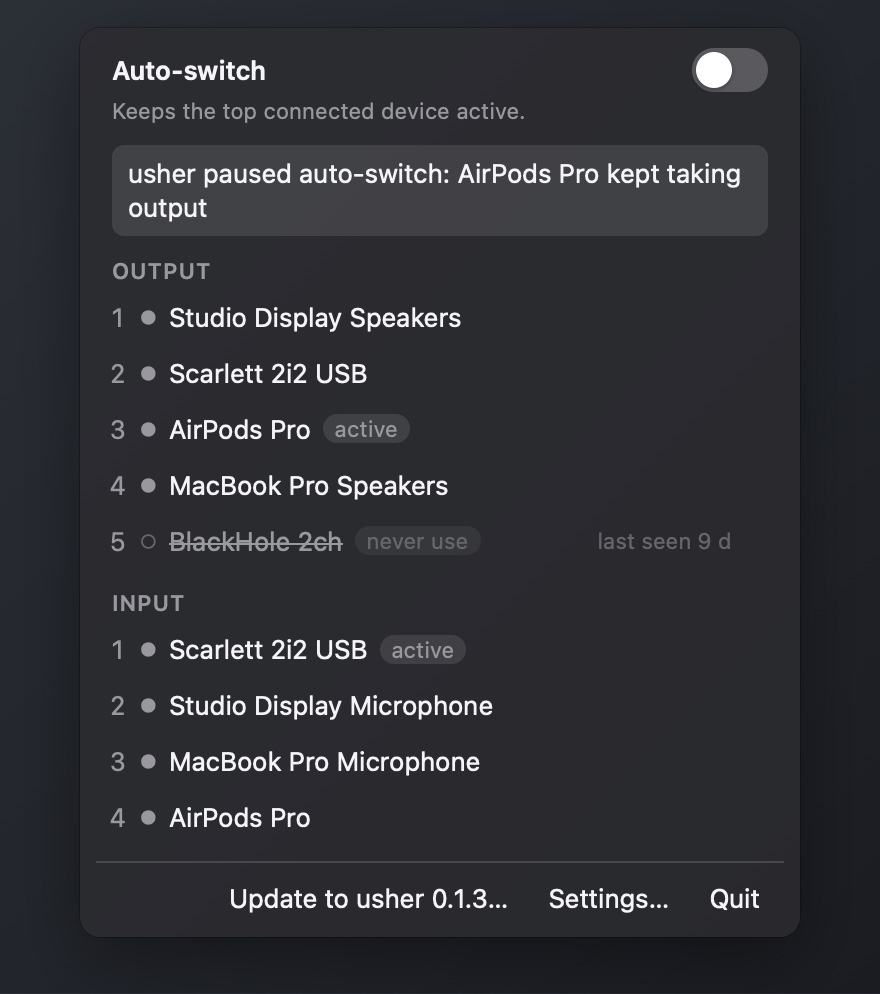 Auto-switch
Keeps the top connected device active.
usher paused auto-switch: AirPods Pro kept taking
output
OUTPUT
1 Studio Display Speakers
2 Scarlett 2i2 USB
3 AirPods Pro active
4 MacBook Pro Speakers
5 BlackHole 2ch never use last seen 9 d
INPUT
1 Scarlett 2i2 USB active
2 Studio Display Microphone
3 MacBook Pro Microphone
4 AirPods Pro
Update to usher 0.1.3... Settings... Quit